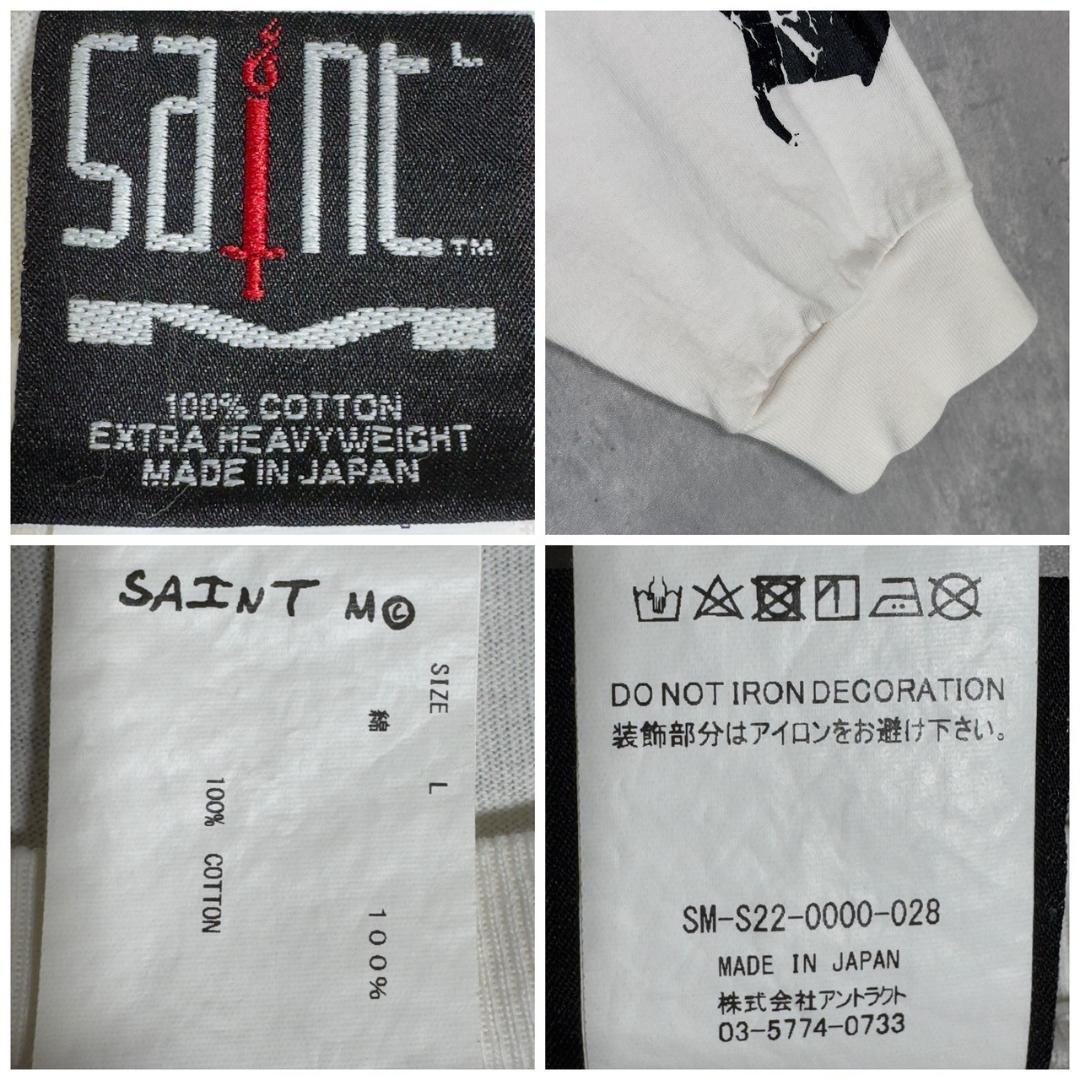 saint L
TM
100% COTTON
EXTRA HEAVYWEIGHT
MADE IN JAPAN
SAINT M©
SIZE L
綿 100%
100% COTTON
DO NOT IRON DECORATION
装飾部分はアイロンをお避け下さい。
SM-S22-0000-028
MADE IN JAPAN
株式会社アントラクト
03-5774-0733